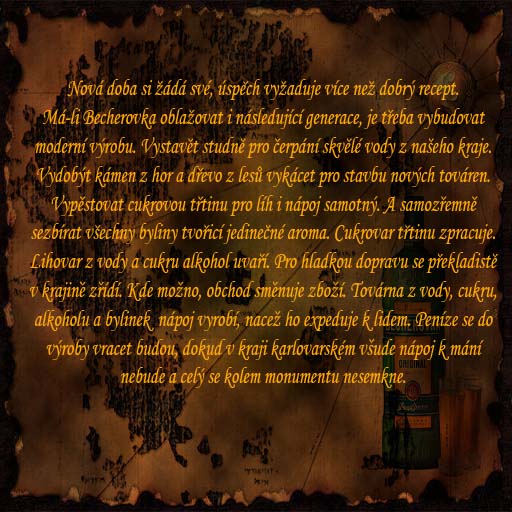 Nová doba si žádá své, úspěch vyžaduje více než dobrý recept.
Má-li Becherovka oblažovat i následující generace, je třeba vybudovat
moderní výrobu. Vystavět studně pro čerpání skvělé vody z našeho kraje.
Vydobýt kámen z hor a dřevo z lesů vykácet pro stavbu nových továren.
Vypěstovat cukrovou třtinu pro líh i nápoj samotný. A samozřemně
sezbírat všechny byliny tvořicí jedinečné aroma. Cukrovar třtinu zpracuje.
Lihovar z vody a cukru alkohol uvaří. Pro hladkou dopravu se překladiště
v krajině zřídí. Kde možno, obchod směnuje zboží. Továrna z vody, cukru,
alkoholu a bylinek nápoj vyrobí, načež ho expeduje k lidem. Peníze se do
výroby vracet budou, dokud v kraji karlovarském všude nápoj k mání
nebude a celý se kolem monumentu nesemkne.
ORIGINAL